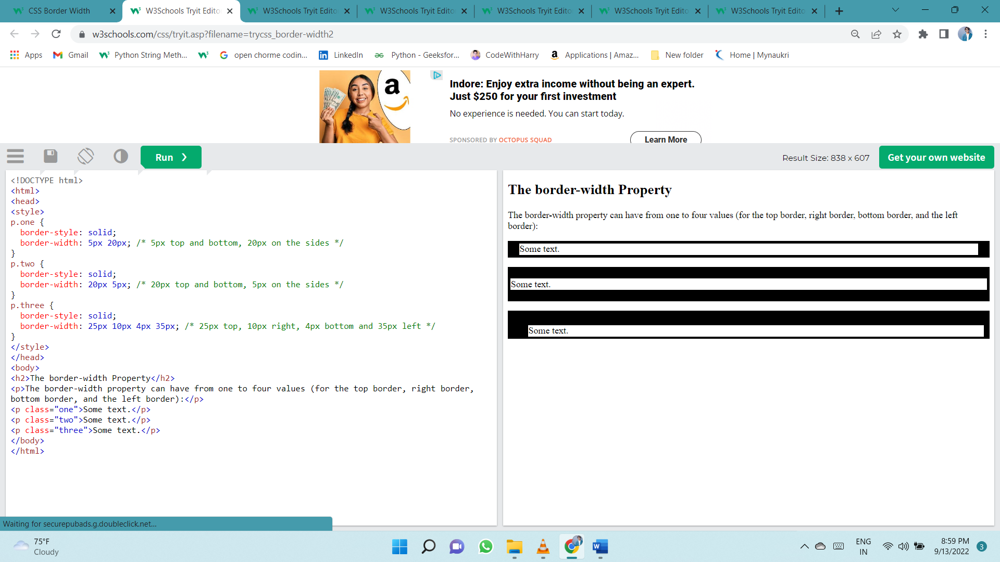 CSS Border Width
W3Schools Tryit Edito
W3Schools Tryit Edito
W3Schools Tryit Edito
W3Schools Tryit Edito
W3Schools Tryit Edito
W3Schools Tryit Edito
w3schools.com/css/tryit.asp?filename=trycss_border-width2
Apps
Gmail
Python String Meth...
open chorme codin...
LinkedIn
Python - Geeksfor...
CodeWithHarry
Applications | Amaz...
New folder
Home | Mynaukri
Indore: Enjoy extra income without being an expert.
Just $250 for your first investment
No experience is needed. You can start today.
SPONSORED BY OCTOPUS SQUAD
Learn More
Run ❯
Result Size: 838 x 607
Get your own website
<!DOCTYPE html>
<html>
<head>
<style>
p.one {
  border-style: solid;
  border-width: 5px 20px; /* 5px top and bottom, 20px on the sides */
}
p.two {
  border-style: solid;
  border-width: 20px 5px; /* 20px top and bottom, 5px on the sides */
}
p.three {
  border-style: solid;
  border-width: 25px 10px 4px 35px; /* 25px top, 10px right, 4px bottom and 35px left */
}
</style>
</head>
<body>
<h2>The border-width Property</h2>
<p>The border-width property can have from one to four values (for the top border, right border,
bottom border, and the left border):</p>
<p class="one">Some text.</p>
<p class="two">Some text.</p>
<p class="three">Some text.</p>
</body>
</html>
The border-width Property
The border-width property can have from one to four values (for the top border, right border, bottom border, and the left
border):
Some text.
Some text.
Some text.
Waiting for securepubads.g.doubleclick.net...
75°F
Cloudy
ENG
IN
8:59 PM
9/13/2022
3